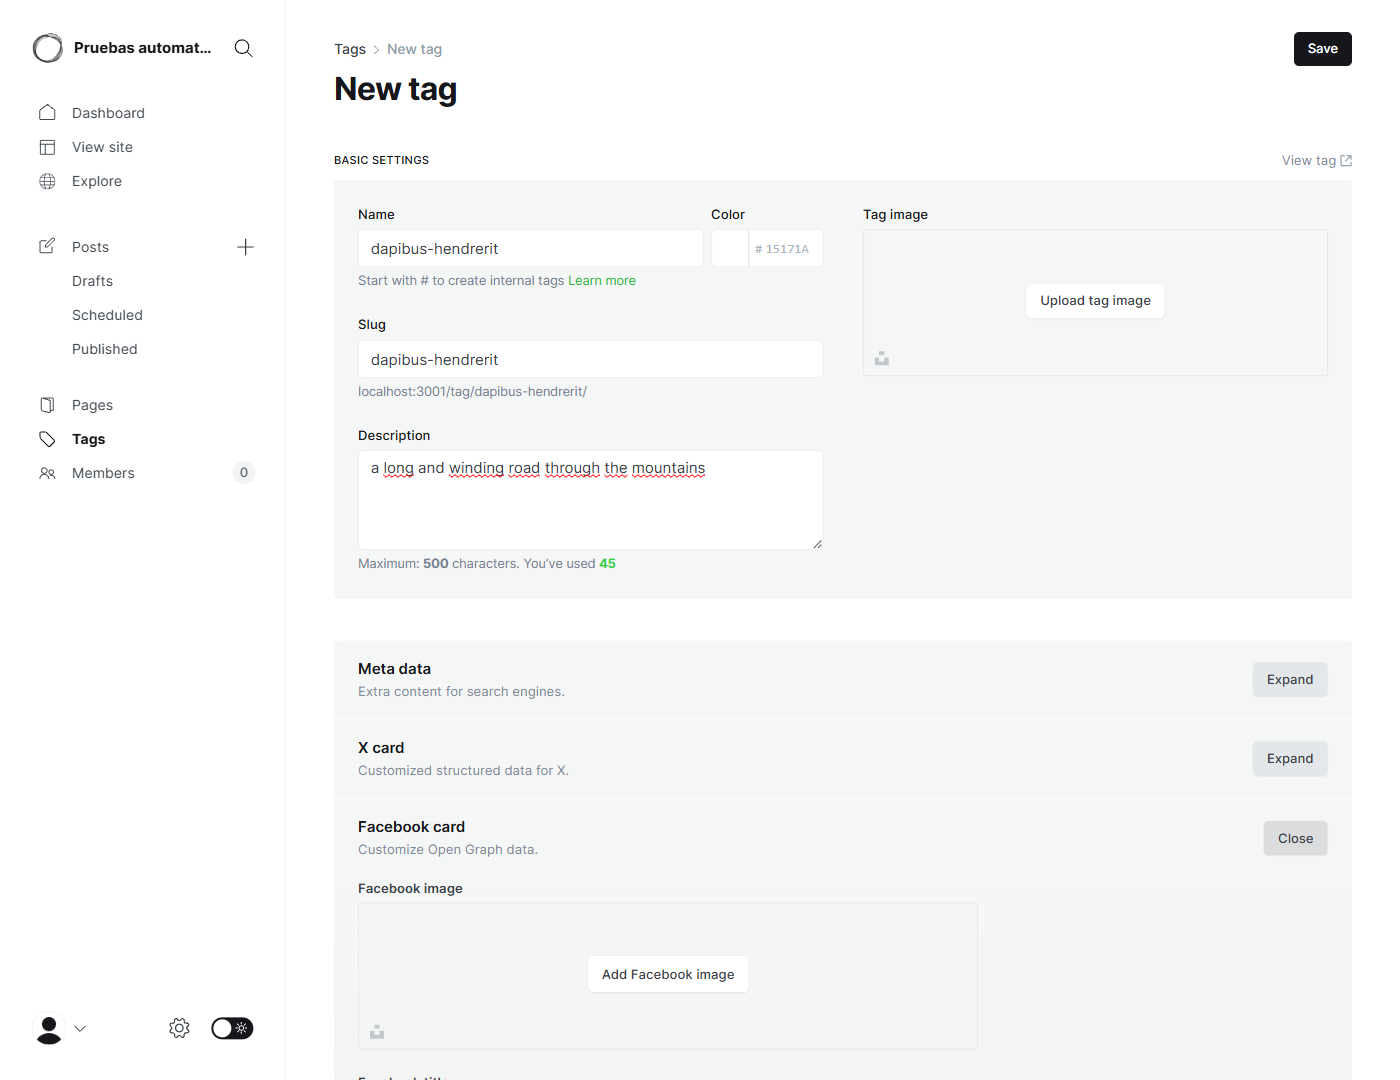 Pruebas automat...
Dashboard
View site
Explore
Posts
Drafts
Scheduled
Published
Pages
Tags
Members 0
Tags > New tag
Save
New tag
BASIC SETTINGS
View tag
Name
Color
Tag image
dapibus-hendrerit
# 15171A
Start with # to create internal tags Learn more
Upload tag image
Slug
dapibus-hendrerit
localhost:3001/tag/dapibus-hendrerit/
Description
a long and winding road through the mountains
Maximum: 500 characters. You’ve used 45
Meta data
Extra content for search engines.
Expand
X card
Customized structured data for X.
Expand
Facebook card
Customize Open Graph data.
Close
Facebook image
Add Facebook image